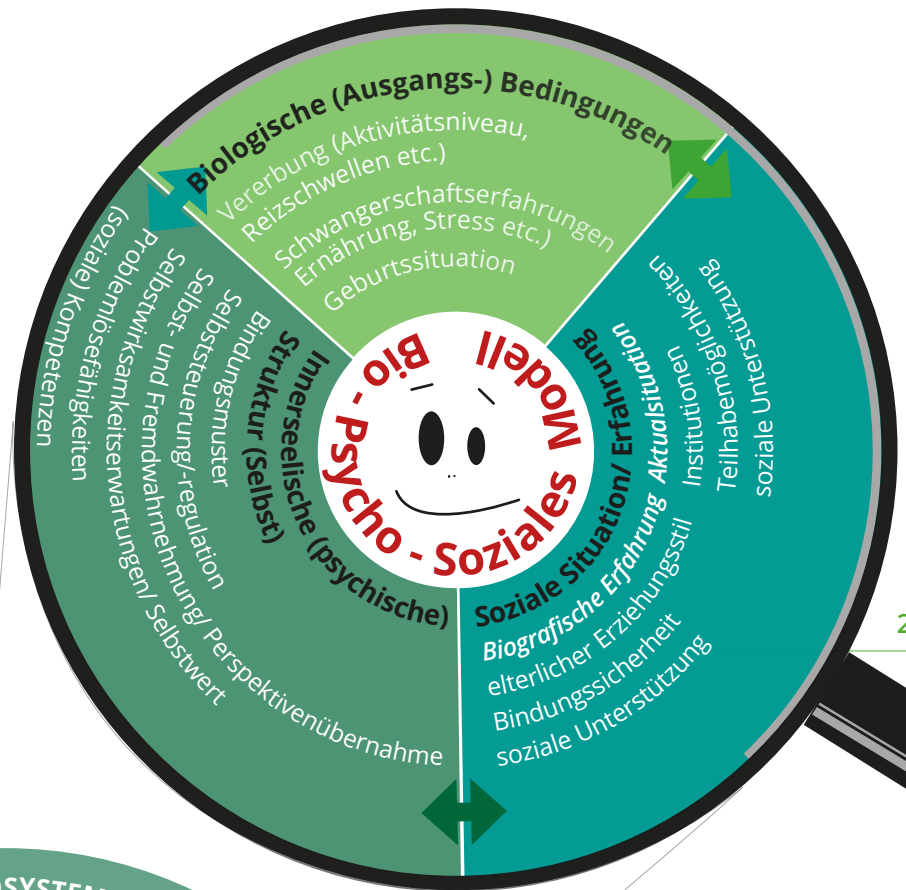 Biologische (Ausgangs-) Bedingungen
Vererbung (Aktivitätsniveau,
Reizschwellen etc.)
Schwangerschaftserfahrungen
Ernährung, Stress etc.)
Geburtssituation
Bio - Psycho - Soziales Modell
Innerseelische (psychische)
Struktur (Selbst)
Bindungsmuster
Selbststeuerung/-regulation
Selbst- und Fremdwahrnehmung/ Perspektivenübernahme
Selbstwirksamkeitserwartungen/ Selbstwert
Problemlösefähigkeiten
(soziale) Kompetenzen
Soziale Situation/ Erfahrung
Aktualsituation
Institutionen
Teilhabemöglichkeiten
soziale Unterstützung
Biografische Erfahrung
elterlicher Erziehungsstil
Bindungssicherheit
soziale Unterstützung
2